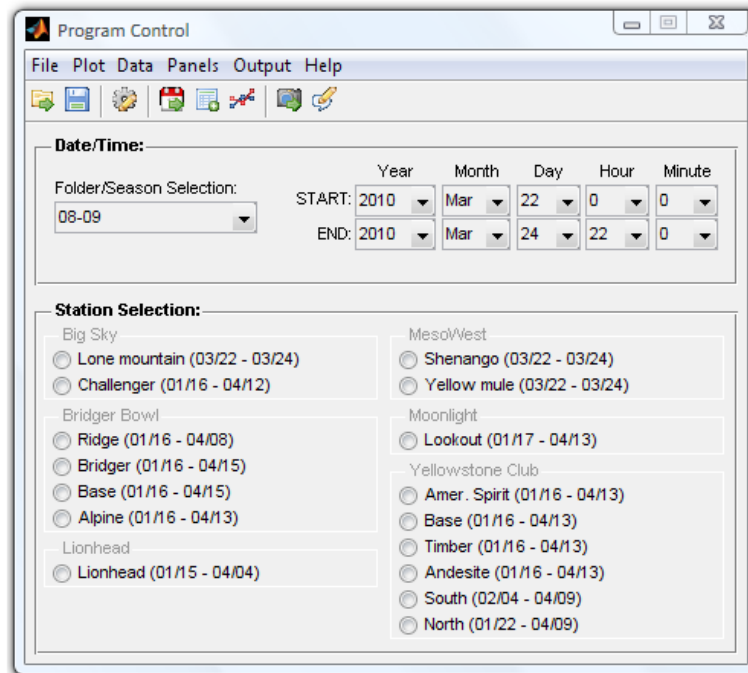 Program Control
File Plot Data Panels Output Help
Date/Time:
Folder/Season Selection:
08-09
Year Month Day Hour Minute
START: 2010 Mar 22 0 0
END: 2010 Mar 24 22 0
Station Selection:
Big Sky
Lone mountain (03/22 - 03/24)
Challenger (01/16 - 04/12)
Bridger Bowl
Ridge (01/16 - 04/08)
Bridger (01/16 - 04/15)
Base (01/16 - 04/15)
Alpine (01/16 - 04/13)
Lionhead
Lionhead (01/15 - 04/04)
MesoWest
Shenango (03/22 - 03/24)
Yellow mule (03/22 - 03/24)
Moonlight
Lookout (01/17 - 04/13)
Yellowstone Club
Amer. Spirit (01/16 - 04/13)
Base (01/16 - 04/13)
Timber (01/16 - 04/13)
Andesite (01/16 - 04/13)
South (02/04 - 04/09)
North (01/22 - 04/09)